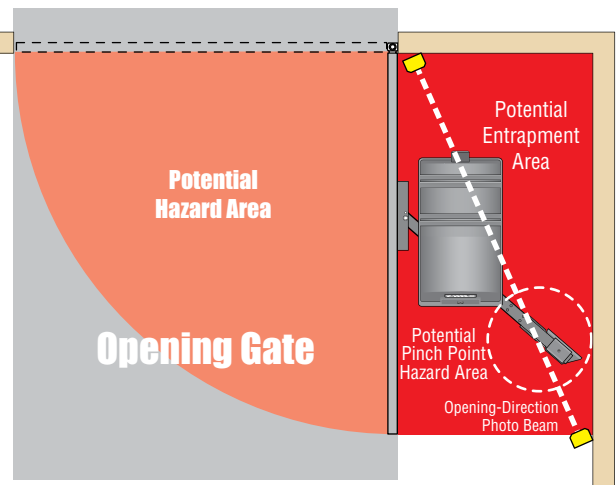 Potential
Hazard Area
Opening Gate
Potential
Entrapment
Area
Potential
Pinch Point
Hazard Area
Opening-Direction
Photo Beam